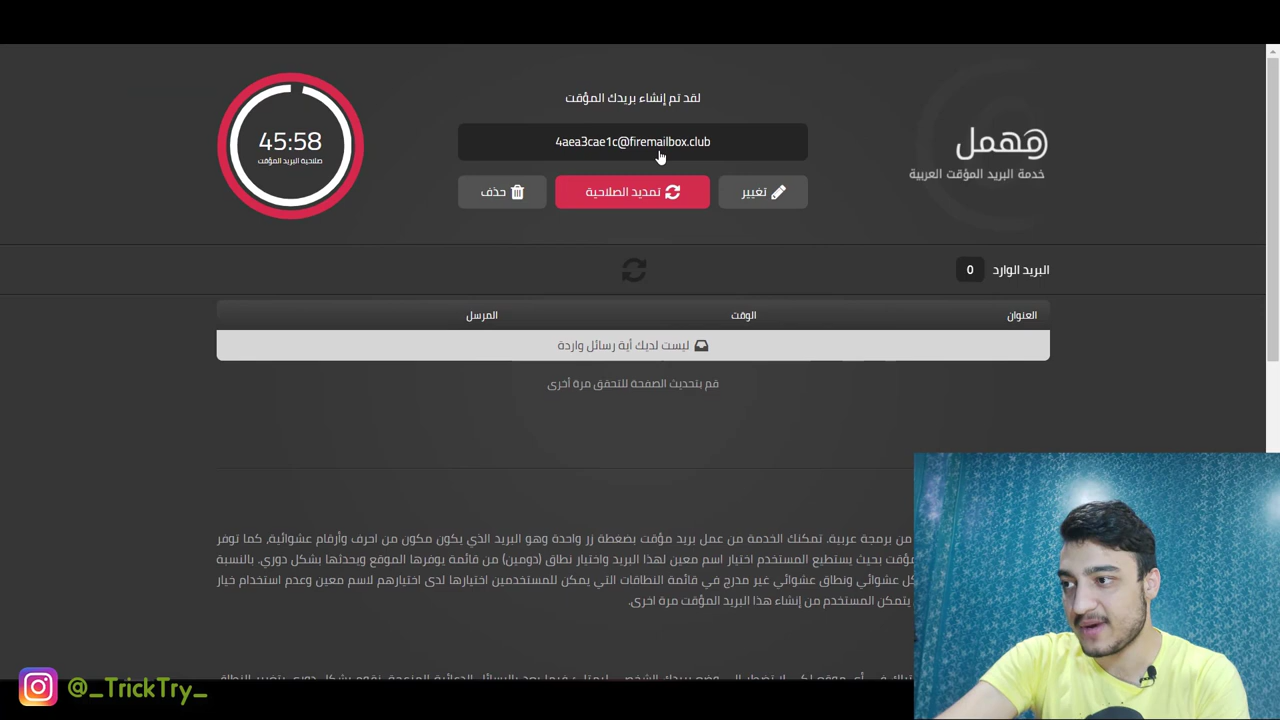 لقد تم إنشاء بريدك المؤقت
4aea3cae1c@firemailbox.club
تغيير
تمديد الصلاحية
حذف
45:58
صلاحية البريد المؤقت
مهمل
خدمة البريد المؤقت العربية
البريد الوارد 0
العنوان الوقت المرسل
ليست لديك أية رسائل واردة
قم بتحديث الصفحة للتحقق مرة أخرى
من برمجة عربية. تمكنك الخدمة من عمل بريد مؤقت بضغطة زر واحدة وهو البريد الذي يكون مكون من احرف وأرقام عشوائية، كما توفر
مؤقت بحيث يستطيع المستخدم اختيار اسم معين لهذا البريد واختيار نطاق (دومين) من قائمة يوفرها الموقع ويحدثها بشكل دوري. بالنسبة
عشوائي ونطاق عشوائي غير مدرج في قائمة النطاقات التي يمكن للمستخدمين اختيارها لدى اختيارهم لاسم معين وعدم استخدام خيار
يتمكن المستخدم من إنشاء هذا البريد المؤقت مرة اخرى.
@_TrickTry_